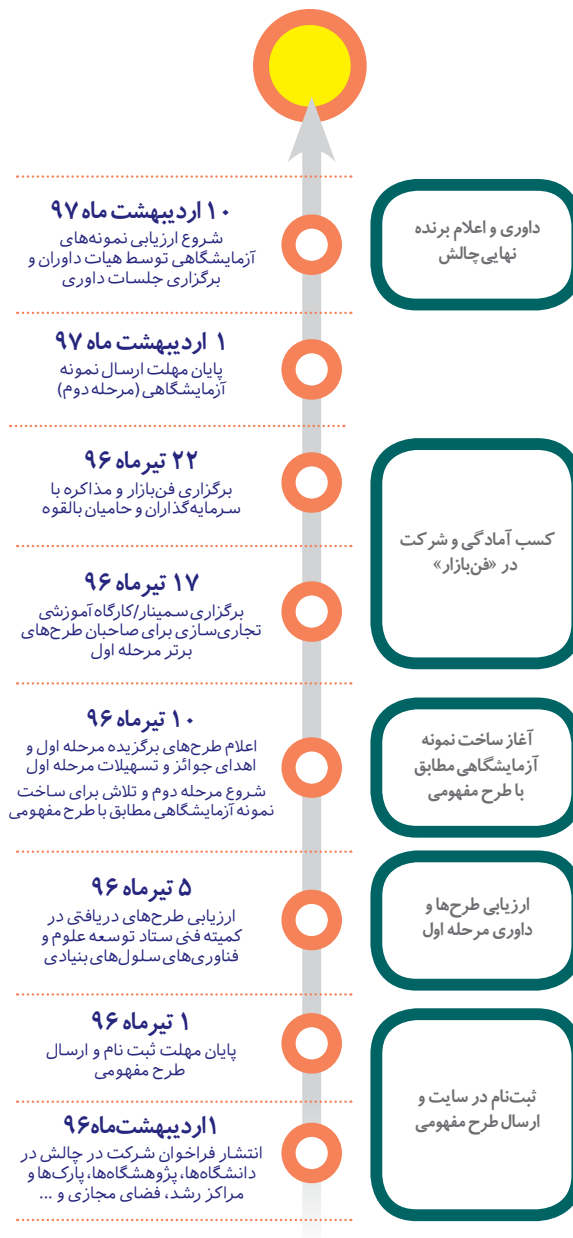 داوری و اعلام برنده
نهایی چالش
۱۰ اردیبهشت ماه ۹۷
شروع ارزیابی نمونه‌های
آزمایشگاهی توسط هیات داوران و
برگزاری جلسات داوری
۱ اردیبهشت ماه ۹۷
پایان مهلت ارسال نمونه
آزمایشگاهی (مرحله دوم)
کسب آمادگی و شرکت
در «فن‌بازار»
۲۲ تیرماه ۹۶
برگزاری فن‌بازار و مذاکره با
سرمایه‌گذاران و حامیان بالقوه
۱۷ تیرماه ۹۶
برگزاری سمینار/کارگاه آموزشی
تجاری‌سازی برای صاحبان طرح‌های
برتر مرحله اول
آغاز ساخت نمونه
آزمایشگاهی مطابق
با طرح مفهومی
۱۰ تیرماه ۹۶
اعلام طرح‌های برگزیده مرحله اول و
اهدای جوائز و تسهیلات مرحله اول
شروع مرحله دوم و تلاش برای ساخت
نمونه آزمایشگاهی مطابق با طرح مفهومی
ارزیابی طرح‌ها و
داوری مرحله اول
۵ تیرماه ۹۶
ارزیابی طرح‌های دریافتی در
کمیته فنی ستاد توسعه علوم و
فناوری‌های سلول‌های بنیادی
ثبت‌نام در سایت و
ارسال طرح مفهومی
۱ تیرماه ۹۶
پایان مهلت ثبت نام و ارسال
طرح مفهومی
۱اردیبهشت‌ماه۹۶
انتشار فراخوان شرکت در چالش در
دانشگاه‌ها، پژوهشگاه‌ها، پارک‌ها و
مراکز رشد، فضای مجازی و ...